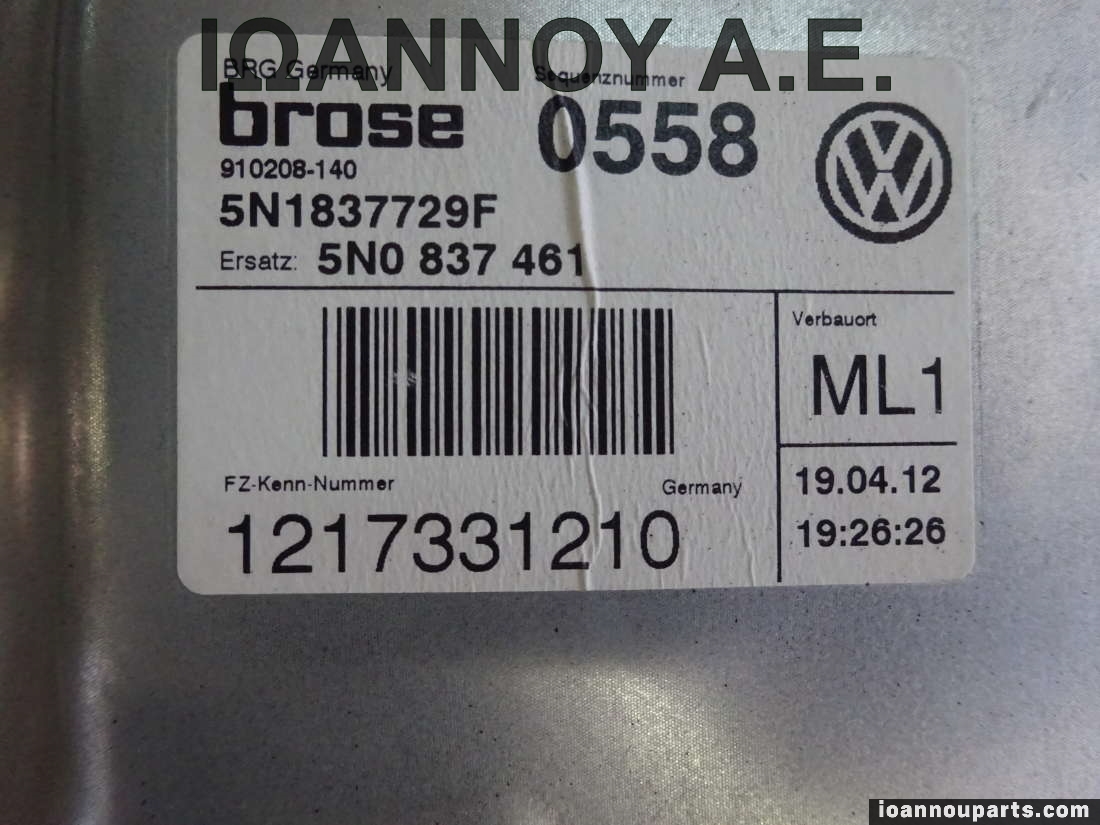 ΙΩΑΝΝΟΥ Α.Ε.
BRG Germany
Sequenznummer
brose
0558
910208-140
5N1837729F
Ersatz: 5N0 837 461
Verbauort
ML1
FZ-Kenn-Nummer
Germany
1217331210
19.04.12
19:26:26
ioannouparts.com